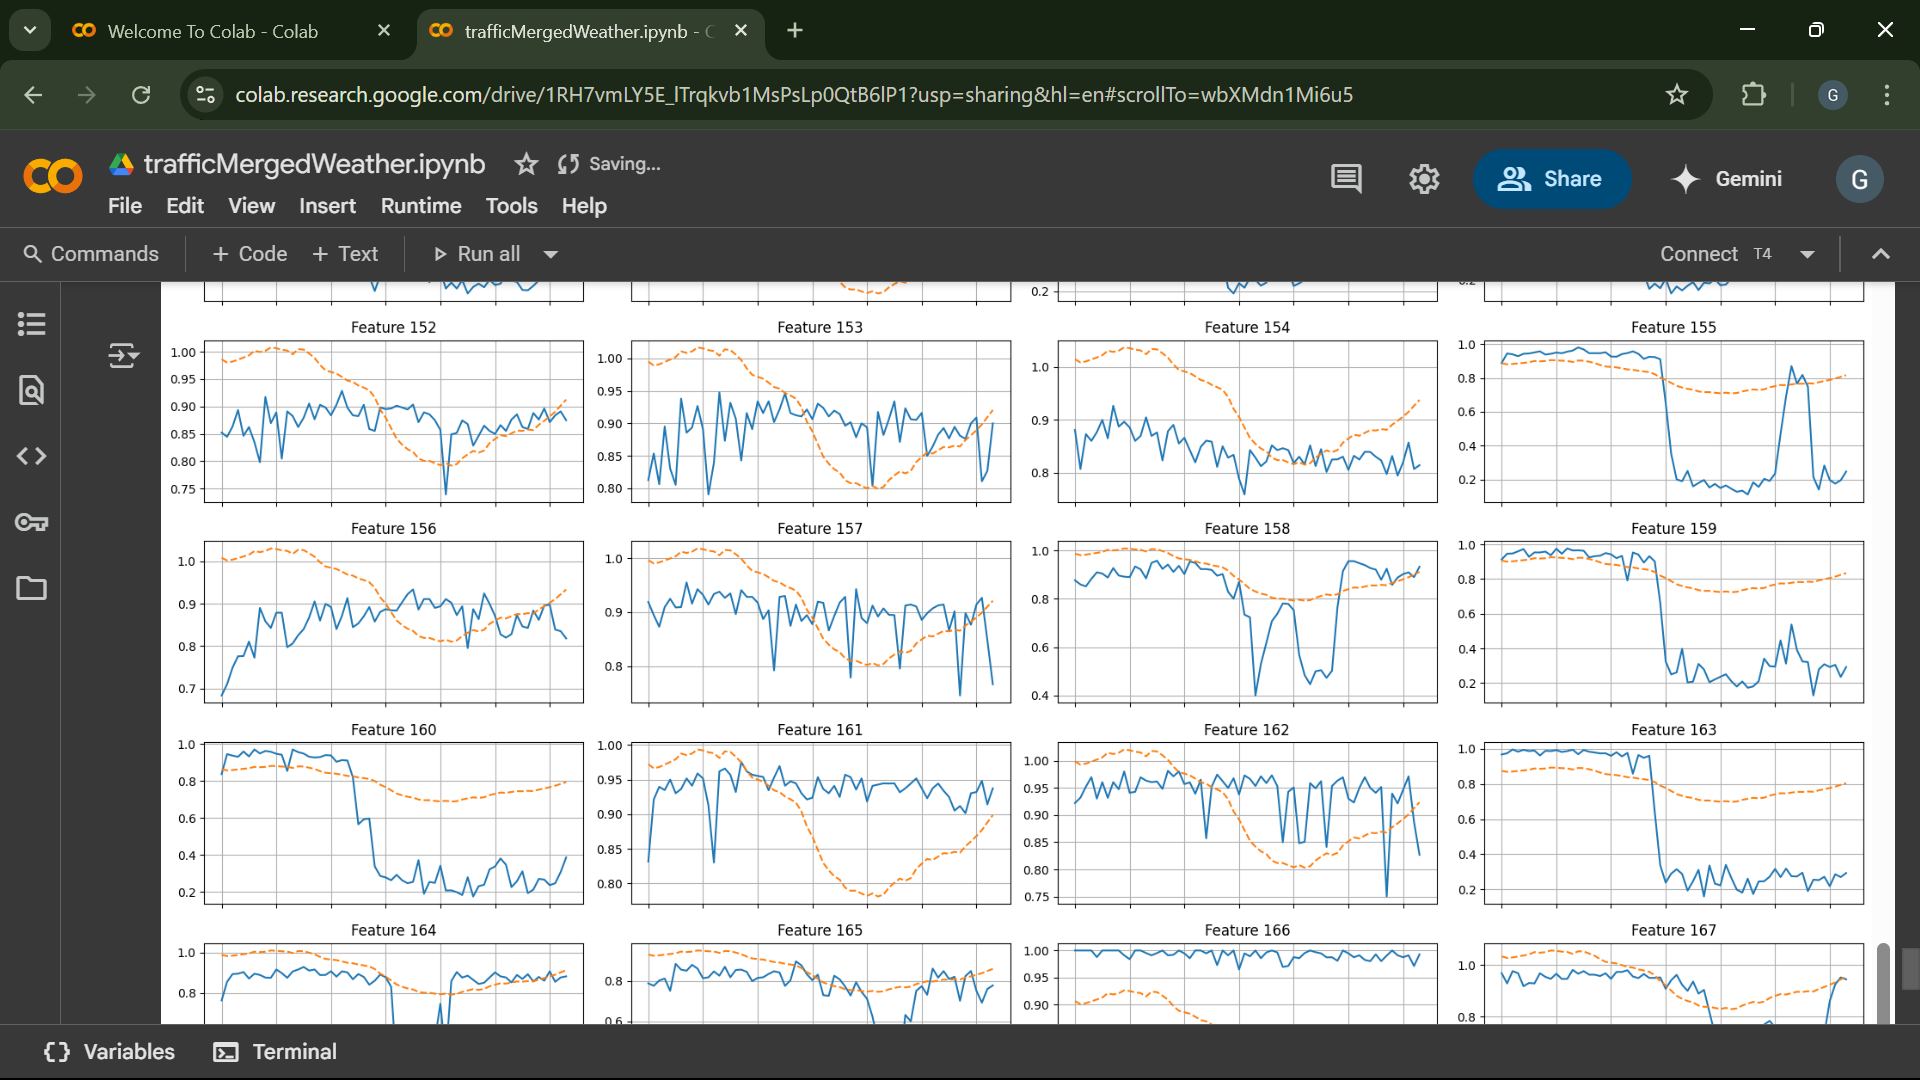 Welcome To Colab - Colab
trafficMergedWeather.ipynb - C
colab.research.google.com/drive/1RH7vmLY5E_lTrqkvb1MsPsLp0QtB6lP1?usp=sharing&hl=en#scrollTo=wbXMdn1Mi6u5
G
trafficMergedWeather.ipynb
Saving...
File Edit View Insert Runtime Tools Help
Share
Gemini
G
Commands
+ Code + Text
Run all
Connect T4
0.2
Feature 152
1.00
0.95
0.90
0.85
0.80
0.75
Feature 153
1.00
0.95
0.90
0.85
0.80
Feature 154
1.0
0.9
0.8
Feature 155
1.0
0.8
0.6
0.4
0.2
Feature 156
1.0
0.9
0.8
0.7
Feature 157
1.0
0.9
0.8
Feature 158
1.0
0.8
0.6
0.4
Feature 159
1.0
0.8
0.6
0.4
0.2
Feature 160
1.0
0.8
0.6
0.4
0.2
Feature 161
1.00
0.95
0.90
0.85
0.80
Feature 162
1.00
0.95
0.90
0.85
0.80
0.75
Feature 163
1.0
0.8
0.6
0.4
0.2
Feature 164
1.0
0.8
Feature 165
0.8
0.6
Feature 166
1.00
0.95
0.90
Feature 167
1.0
0.8
Variables
Terminal